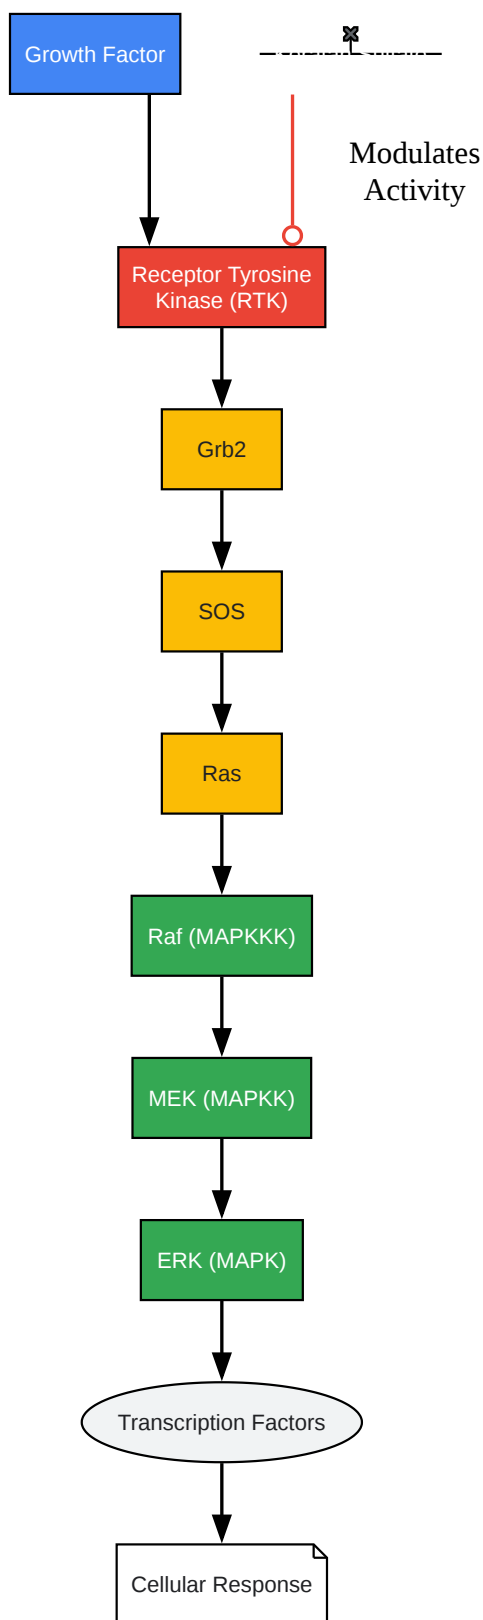 Growth Factor
Modulates
Activity
Receptor Tyrosine
Kinase (RTK)
Grb2
SOS
Ras
Raf (MAPKKK)
MEK (MAPKK)
ERK (MAPK)
Transcription Factors
Cellular Response